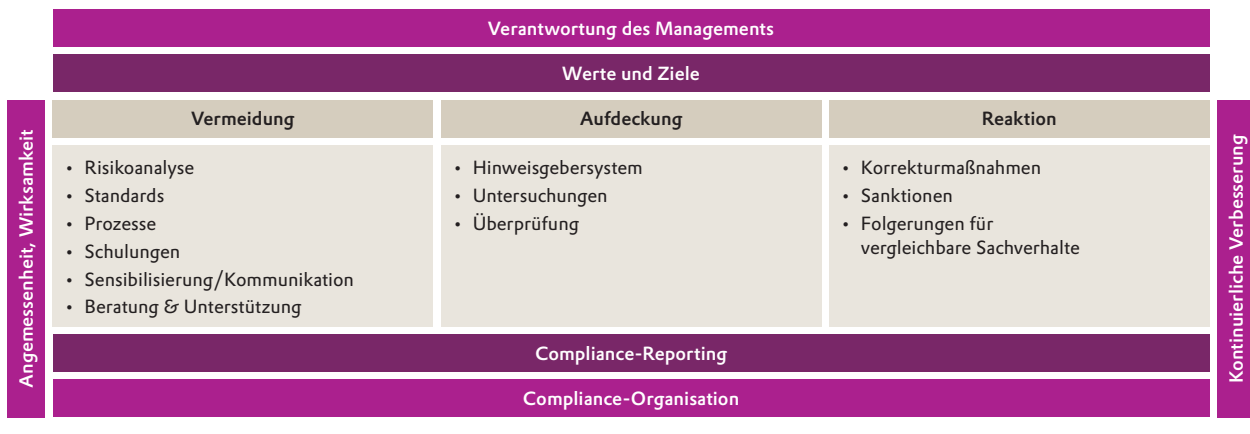 Verantwortung des Managements
Werte und Ziele
Angemessenheit, Wirksamkeit
Vermeidung
• Risikoanalyse
• Standards
• Prozesse
• Schulungen
• Sensibilisierung/Kommunikation
• Beratung & Unterstützung
Aufdeckung
• Hinweisgebersystem
• Untersuchungen
• Überprüfung
Reaktion
• Korrekturmaßnahmen
• Sanktionen
• Folgerungen für
vergleichbare Sachverhalte
Kontinuierliche Verbesserung
Compliance-Reporting
Compliance-Organisation